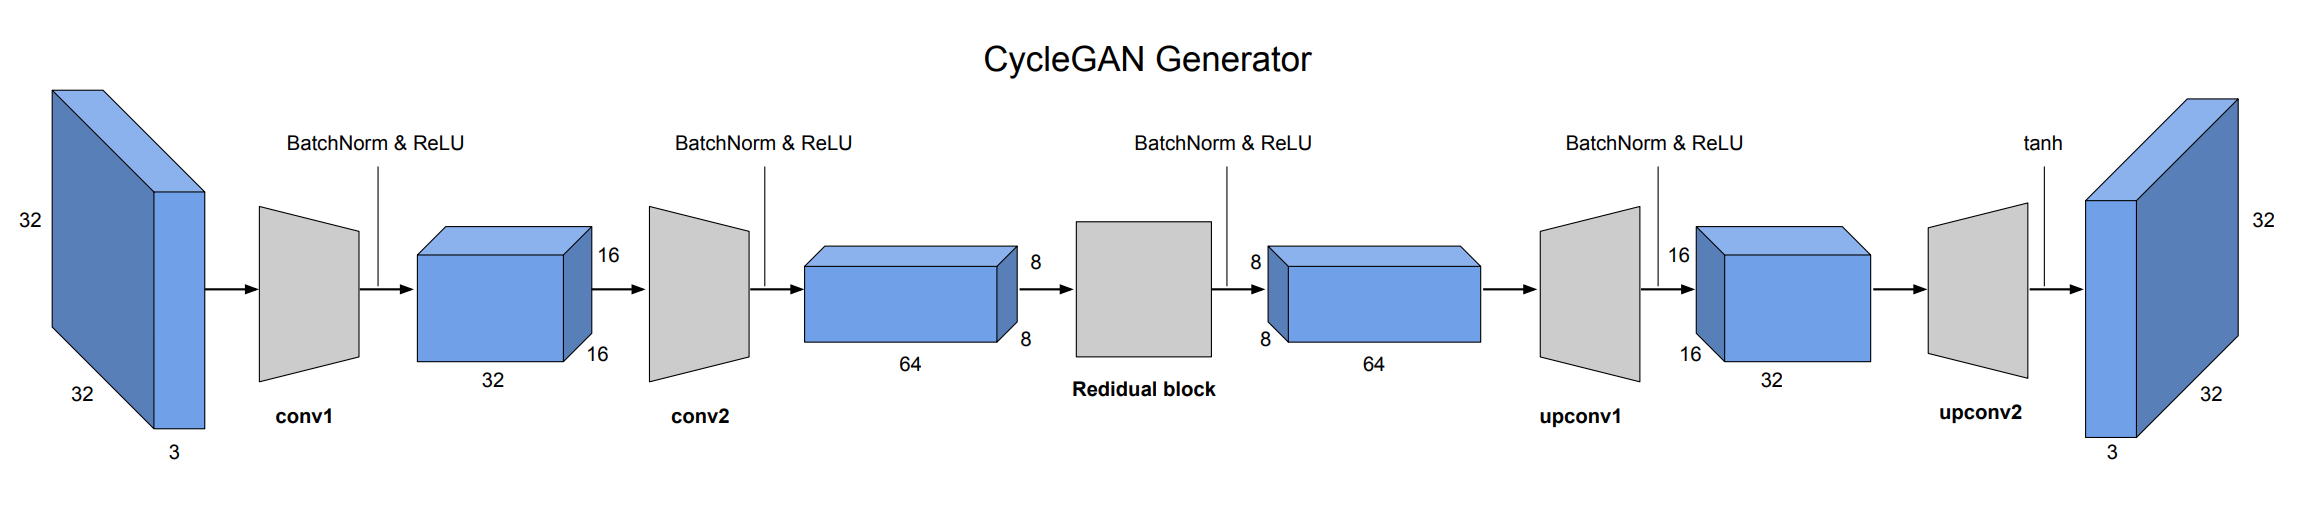 CycleGAN Generator
BatchNorm & ReLU
BatchNorm & ReLU
BatchNorm & ReLU
BatchNorm & ReLU
tanh
32
32
3
conv1
16
16
32
conv2
8
8
64
Redidual block
8
8
64
upconv1
16
16
32
upconv2
32
32
3